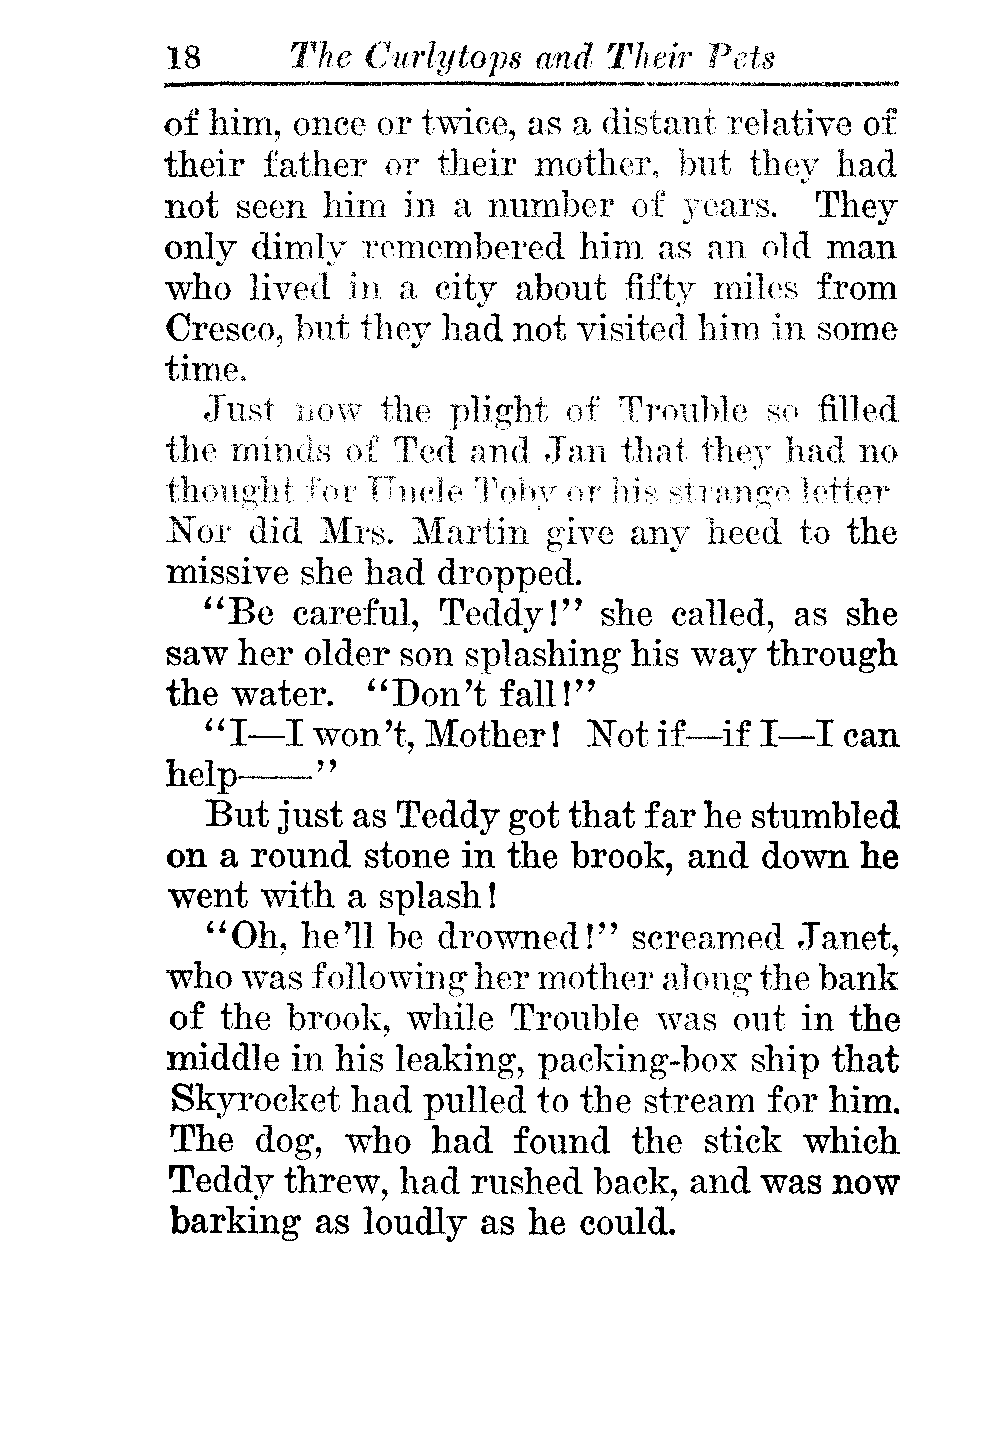 18 The Curlytops and Their Pets
of him, once or twice, as a distant relative of
their father or their mother, but they had
not seen him in a number of years. They
only dimly remembered him as an old man
who lived in a city about fifty miles from
Cresco, but they had not visited him in some
time.
Just now the plight of Trouble so filled
the minds of Ted and Jan that they had no
thought for Uncle Toby or his strange letter
Nor did Mrs. Martin give any heed to the
missive she had dropped.
“Be careful, Teddy!” she called, as she
saw her older son splashing his way through
the water. “Don’t fall!”
“I—I won’t, Mother! Not if—if I—I can
help——”
But just as Teddy got that far he stumbled
on a round stone in the brook, and down he
went with a splash!
“Oh, he’ll be drowned!” screamed Janet,
who was following her mother along the bank
of the brook, while Trouble was out in the
middle in his leaking, packing-box ship that
Skyrocket had pulled to the stream for him.
The dog, who had found the stick which
Teddy threw, had rushed back, and was now
barking as loudly as he could.